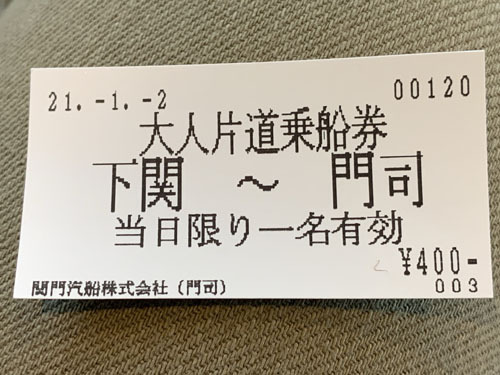 21.-1.-2 00120
大人片道乗船券
下関 ～ 門司
当日限り一名有効
¥400-
関門汽船株式会社（門司） 003